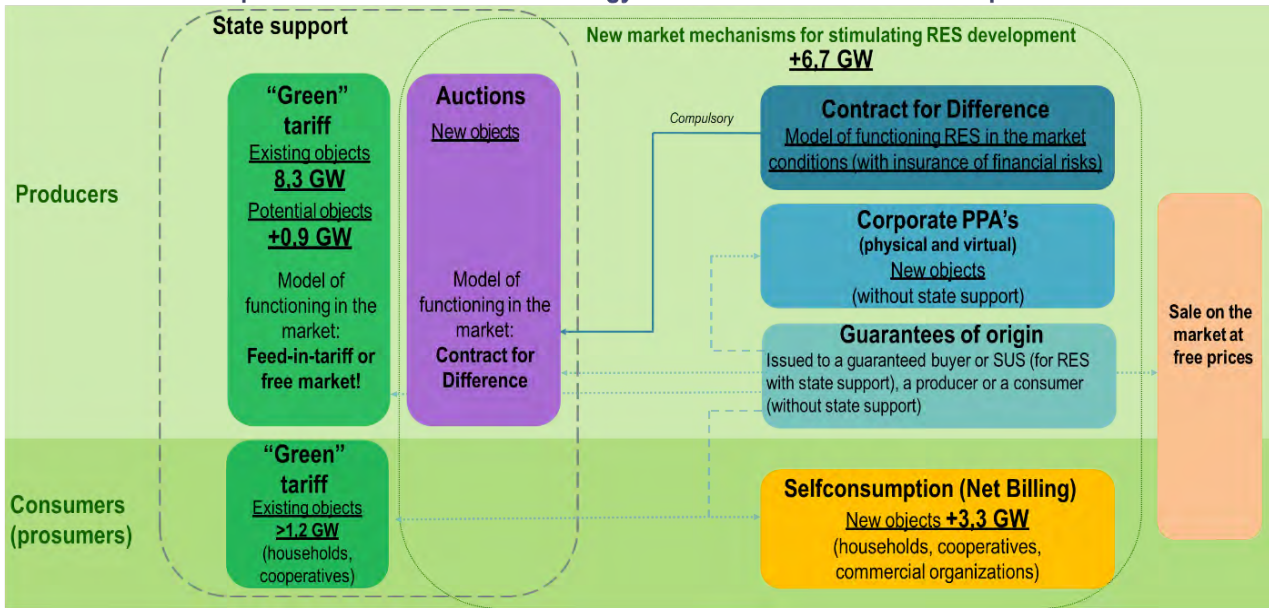 State support
New market mechanisms for stimulating RES development
+6,7 GW
Producers
“Green”
tariff
Existing objects
8,3 GW
Potential objects
+0,9 GW
Model of
functioning in the
market:
Feed-in-tariff or
free market!
Auctions
New objects
Model of
functioning in the
market:
Contract for
Difference
Compulsory
Contract for Difference
Model of functioning RES in the market
conditions (with insurance of financial risks)
Corporate PPA's
(physical and virtual)
New objects
(without state support)
Guarantees of origin
Issued to a guaranteed buyer or SUS (for RES
with state support), a producer or a consumer
(without state support)
Sale on the
market at
free prices
Consumers
(prosumers)
“Green”
tariff
Existing objects
>1,2 GW
(households,
cooperatives)
Selfconsumption (Net Billing)
New objects +3,3 GW
(households, cooperatives,
commercial organizations)